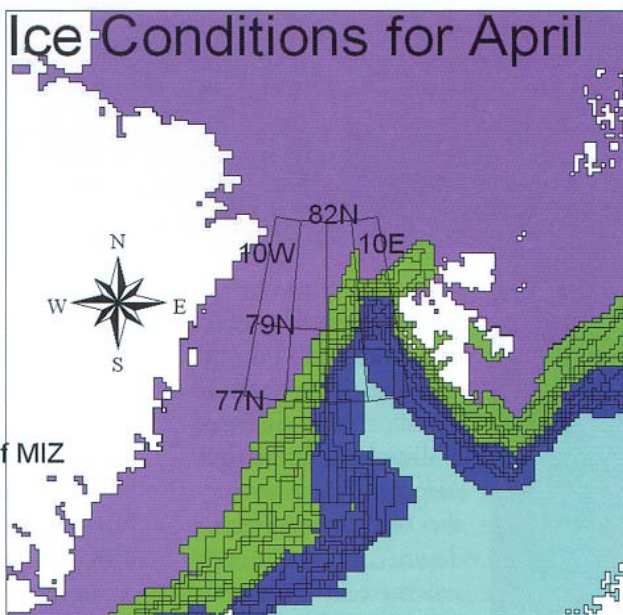 Ice Conditions for April
82N
10W
10E
N
W
E
S
79N
77N
f MIZ